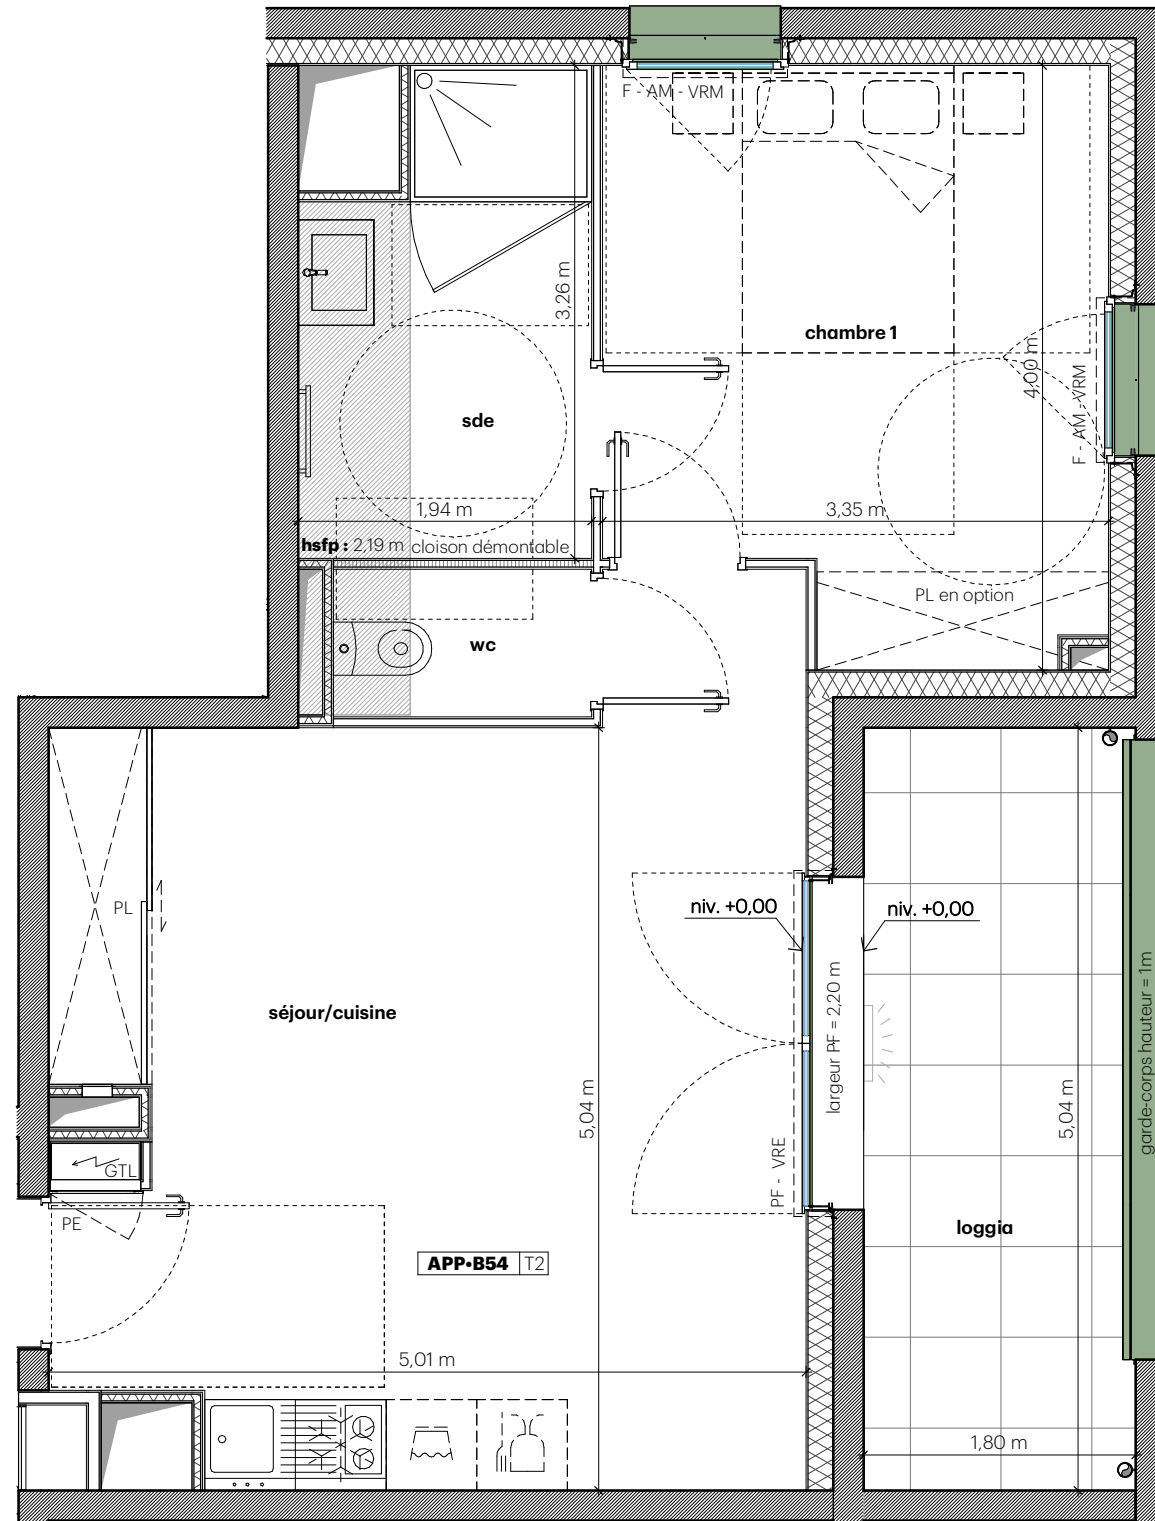 F - AM - VRM
3,26 m
chambre 1
4,00 m
F - AM - VRM
sde
1,94 m
3,35 m
hsfp : 2,19 m
cloison démontable
PL en option
wc
PL
niv. +0,00
niv. +0,00
largeur PF = 2,20 m
garde-corps hauteur = 1m
séjour/cuisine
5,04 m
5,04 m
PF - VRE
GTL
PE
loggia
APP•B54 T2
5,01 m
1,80 m